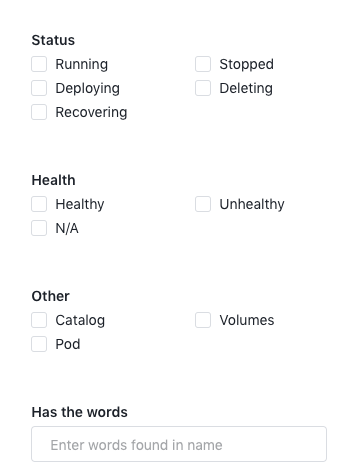 Status
Running Stopped
Deploying Deleting
Recovering
Health
Healthy Unhealthy
N/A
Other
Catalog Volumes
Pod
Has the words
Enter words found in name